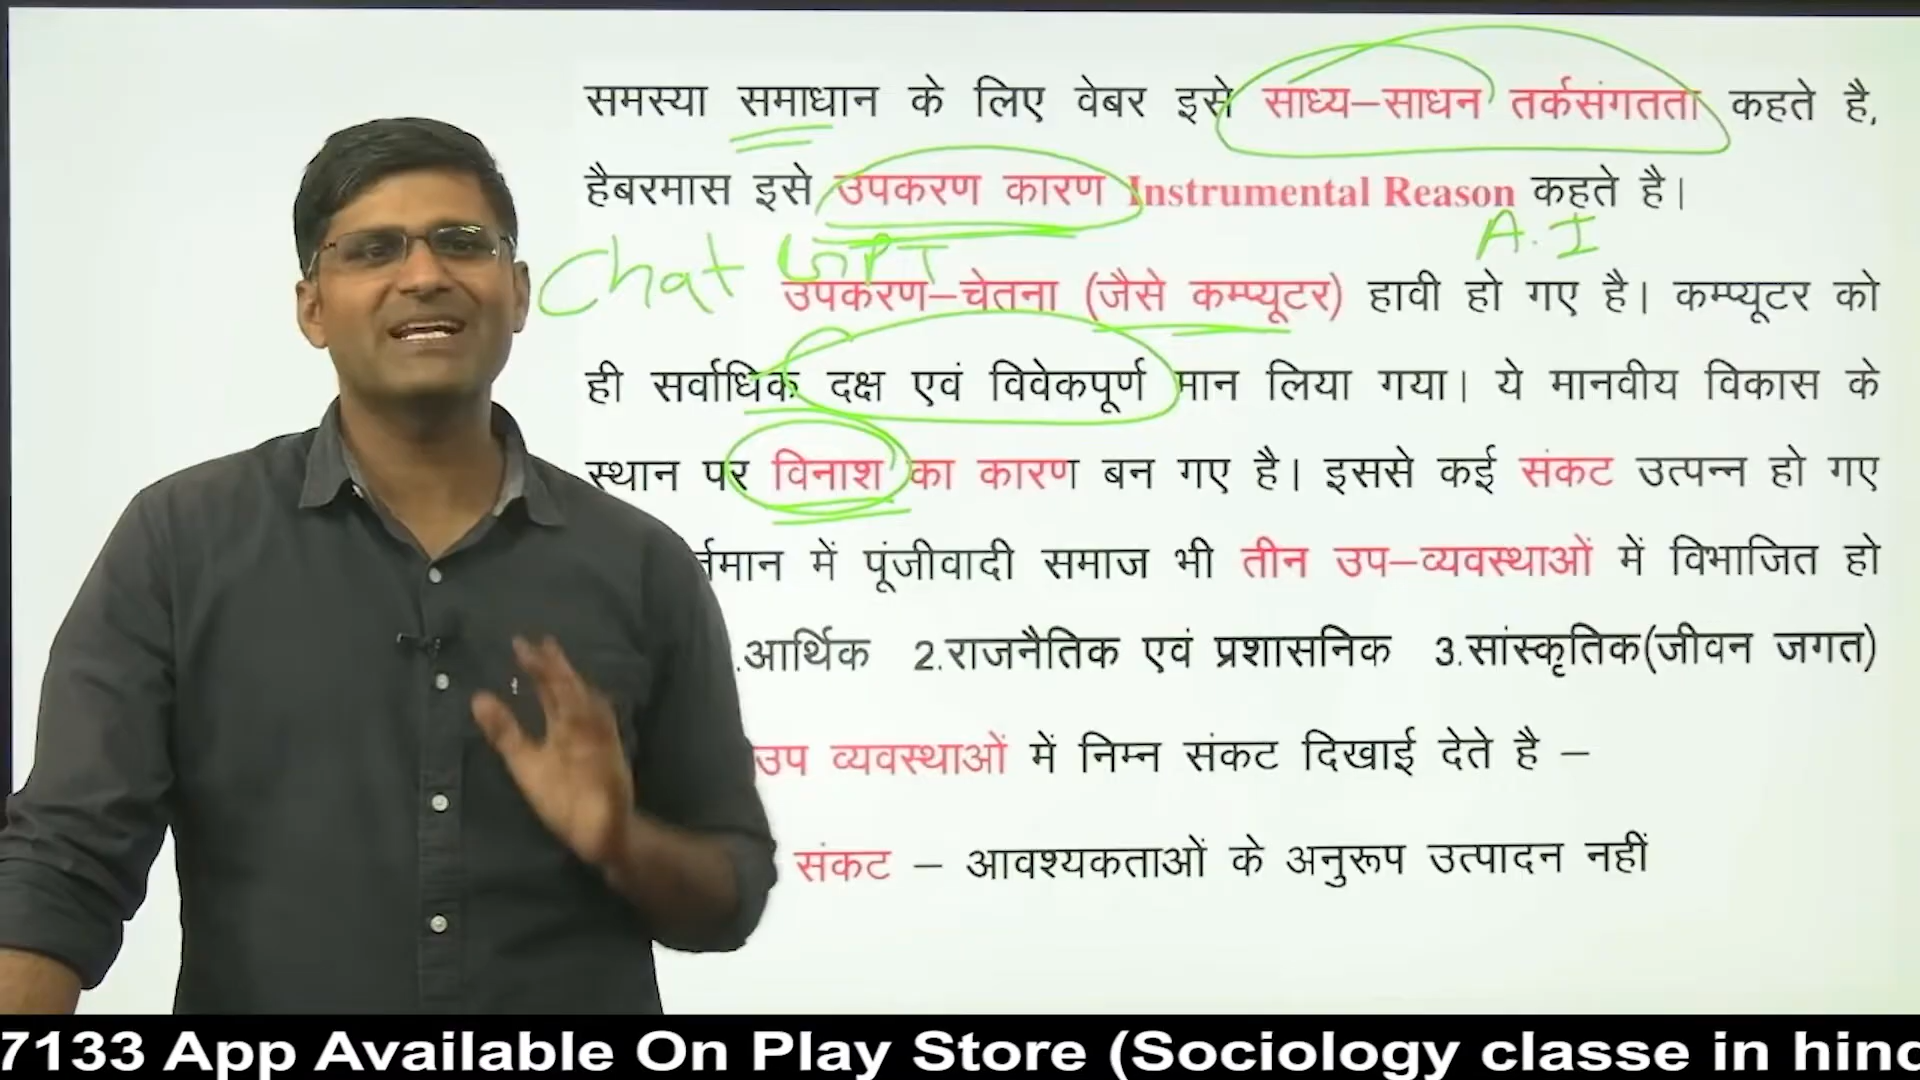 समस्या समाधान के लिए वेबर इसे साध्य–साधन तर्कसंगतता कहते है,
हैबरमास इसे उपकरण कारण Instrumental Reason कहते है।
A.I
Chat GPT
उपकरण–चेतना (जैसे कम्प्यूटर) हावी हो गए है। कम्प्यूटर को
ही सर्वाधिक दक्ष एवं विवेकपूर्ण मान लिया गया। ये मानवीय विकास के
स्थान पर विनाश का कारण बन गए है। इससे कई संकट उत्पन्न हो गए
में पूंजीवादी समाज भी तीन उप–व्यवस्थाओं में विभाजित हो
.आर्थिक 2.राजनैतिक एवं प्रशासनिक 3.सांस्कृतिक(जीवन जगत)
उप व्यवस्थाओं में निम्न संकट दिखाई देते है –
संकट – आवश्यकताओं के अनुरूप उत्पादन नहीं
7133 App Available On Play Store (Sociology classe in